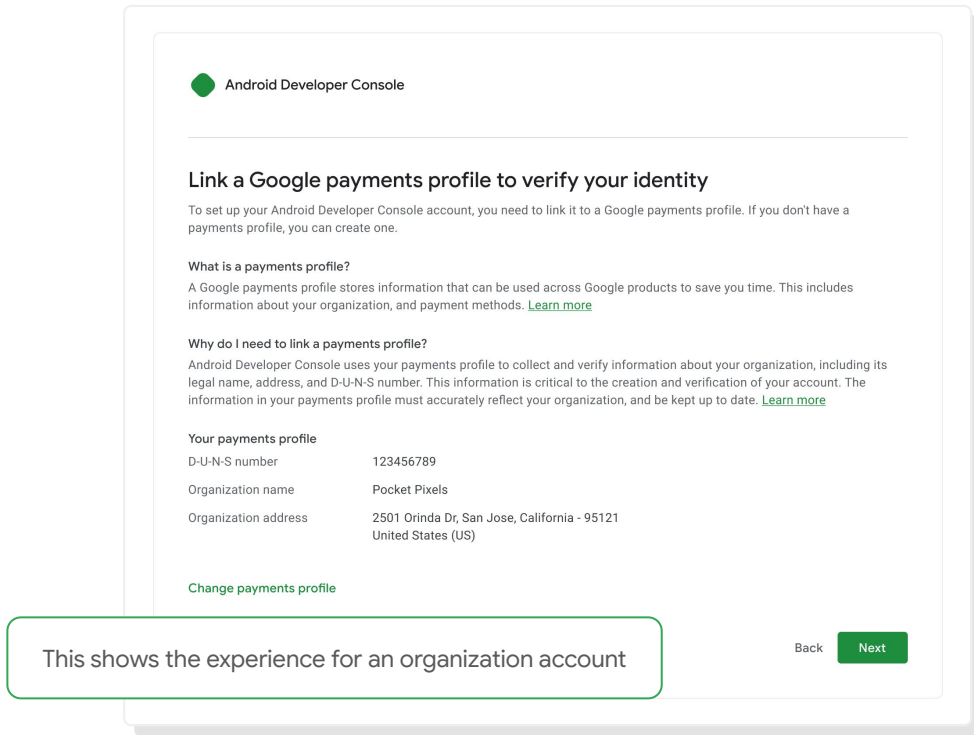 Android Developer Console
Link a Google payments profile to verify your identity
To set up your Android Developer Console account, you need to link it to a Google payments profile. If you don't have a
payments profile, you can create one.
What is a payments profile?
A Google payments profile stores information that can be used across Google products to save you time. This includes
information about your organization, and payment methods. Learn more
Why do I need to link a payments profile?
Android Developer Console uses your payments profile to collect and verify information about your organization, including its
legal name, address, and D-U-N-S number. This information is critical to the creation and verification of your account. The
information in your payments profile must accurately reflect your organization, and be kept up to date. Learn more
Your payments profile
D-U-N-S number 123456789
Organization name Pocket Pixels
Organization address 2501 Orinda Dr, San Jose, California - 95121
United States (US)
Change payments profile
Back Next
This shows the experience for an organization account